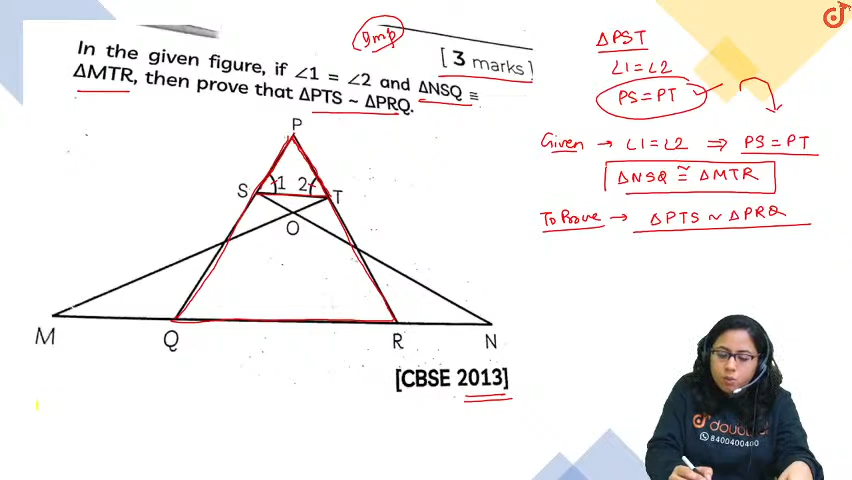 Imp
[3 marks]
In the given figure, if ∠1 = ∠2 and ΔNSQ ≡
ΔMTR, then prove that ΔPTS ~ ΔPRQ.
P
S 1 2 T
O
M Q R N
[CBSE 2013]
ΔPST
∠1=∠2
PS=PT
Given → ∠1=∠2 ⇒ PS=PT
ΔNSQ ≅ ΔMTR
To Prove → ΔPTS ~ ΔPRQ
d
doubtnut
8400400400